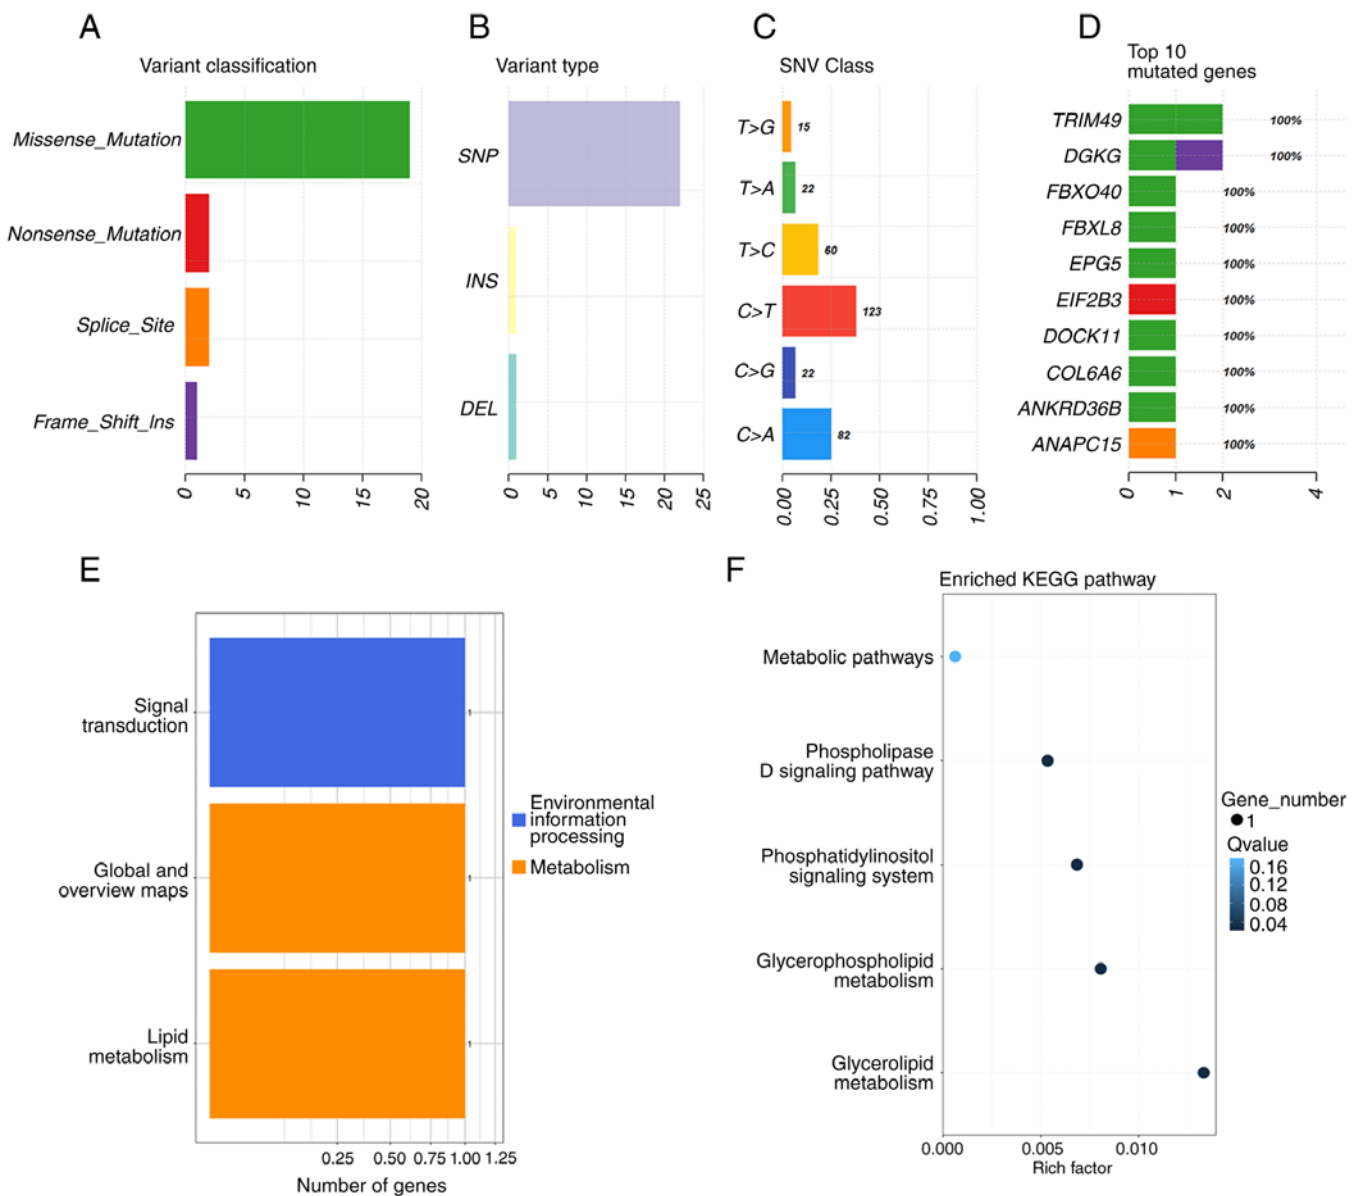 A
Variant classification
Missense_Mutation
Nonsense_Mutation
Splice_Site
Frame_Shift_Ins
0 5 10 15 20
B
Variant type
SNP
INS
DEL
0 5 10 15 20 25
C
SNV Class
T>G 15
T>A 22
T>C 60
C>T 123
C>G 22
C>A 82
0.00 0.25 0.50 0.75 1.00
D
Top 10
mutated genes
TRIM49 100%
DGKG 100%
FBXO40 100%
FBXL8 100%
EPG5 100%
EIF2B3 100%
DOCK11 100%
COL6A6 100%
ANKRD36B 100%
ANAPC15 100%
0 1 2 4
E
Signal
transduction
1
Global and
overview maps
1
Lipid
metabolism
1
0.25 0.50 0.75 1.00 1.25
Number of genes
Environmental
information
processing
Metabolism
F
Enriched KEGG pathway
Metabolic pathways
Phospholipase
D signaling pathway
Phosphatidylinositol
signaling system
Glycerophospholipid
metabolism
Glycerolipid
metabolism
0.000 0.005 0.010
Rich factor
Gene_number
1
Qvalue
0.16
0.12
0.08
0.04